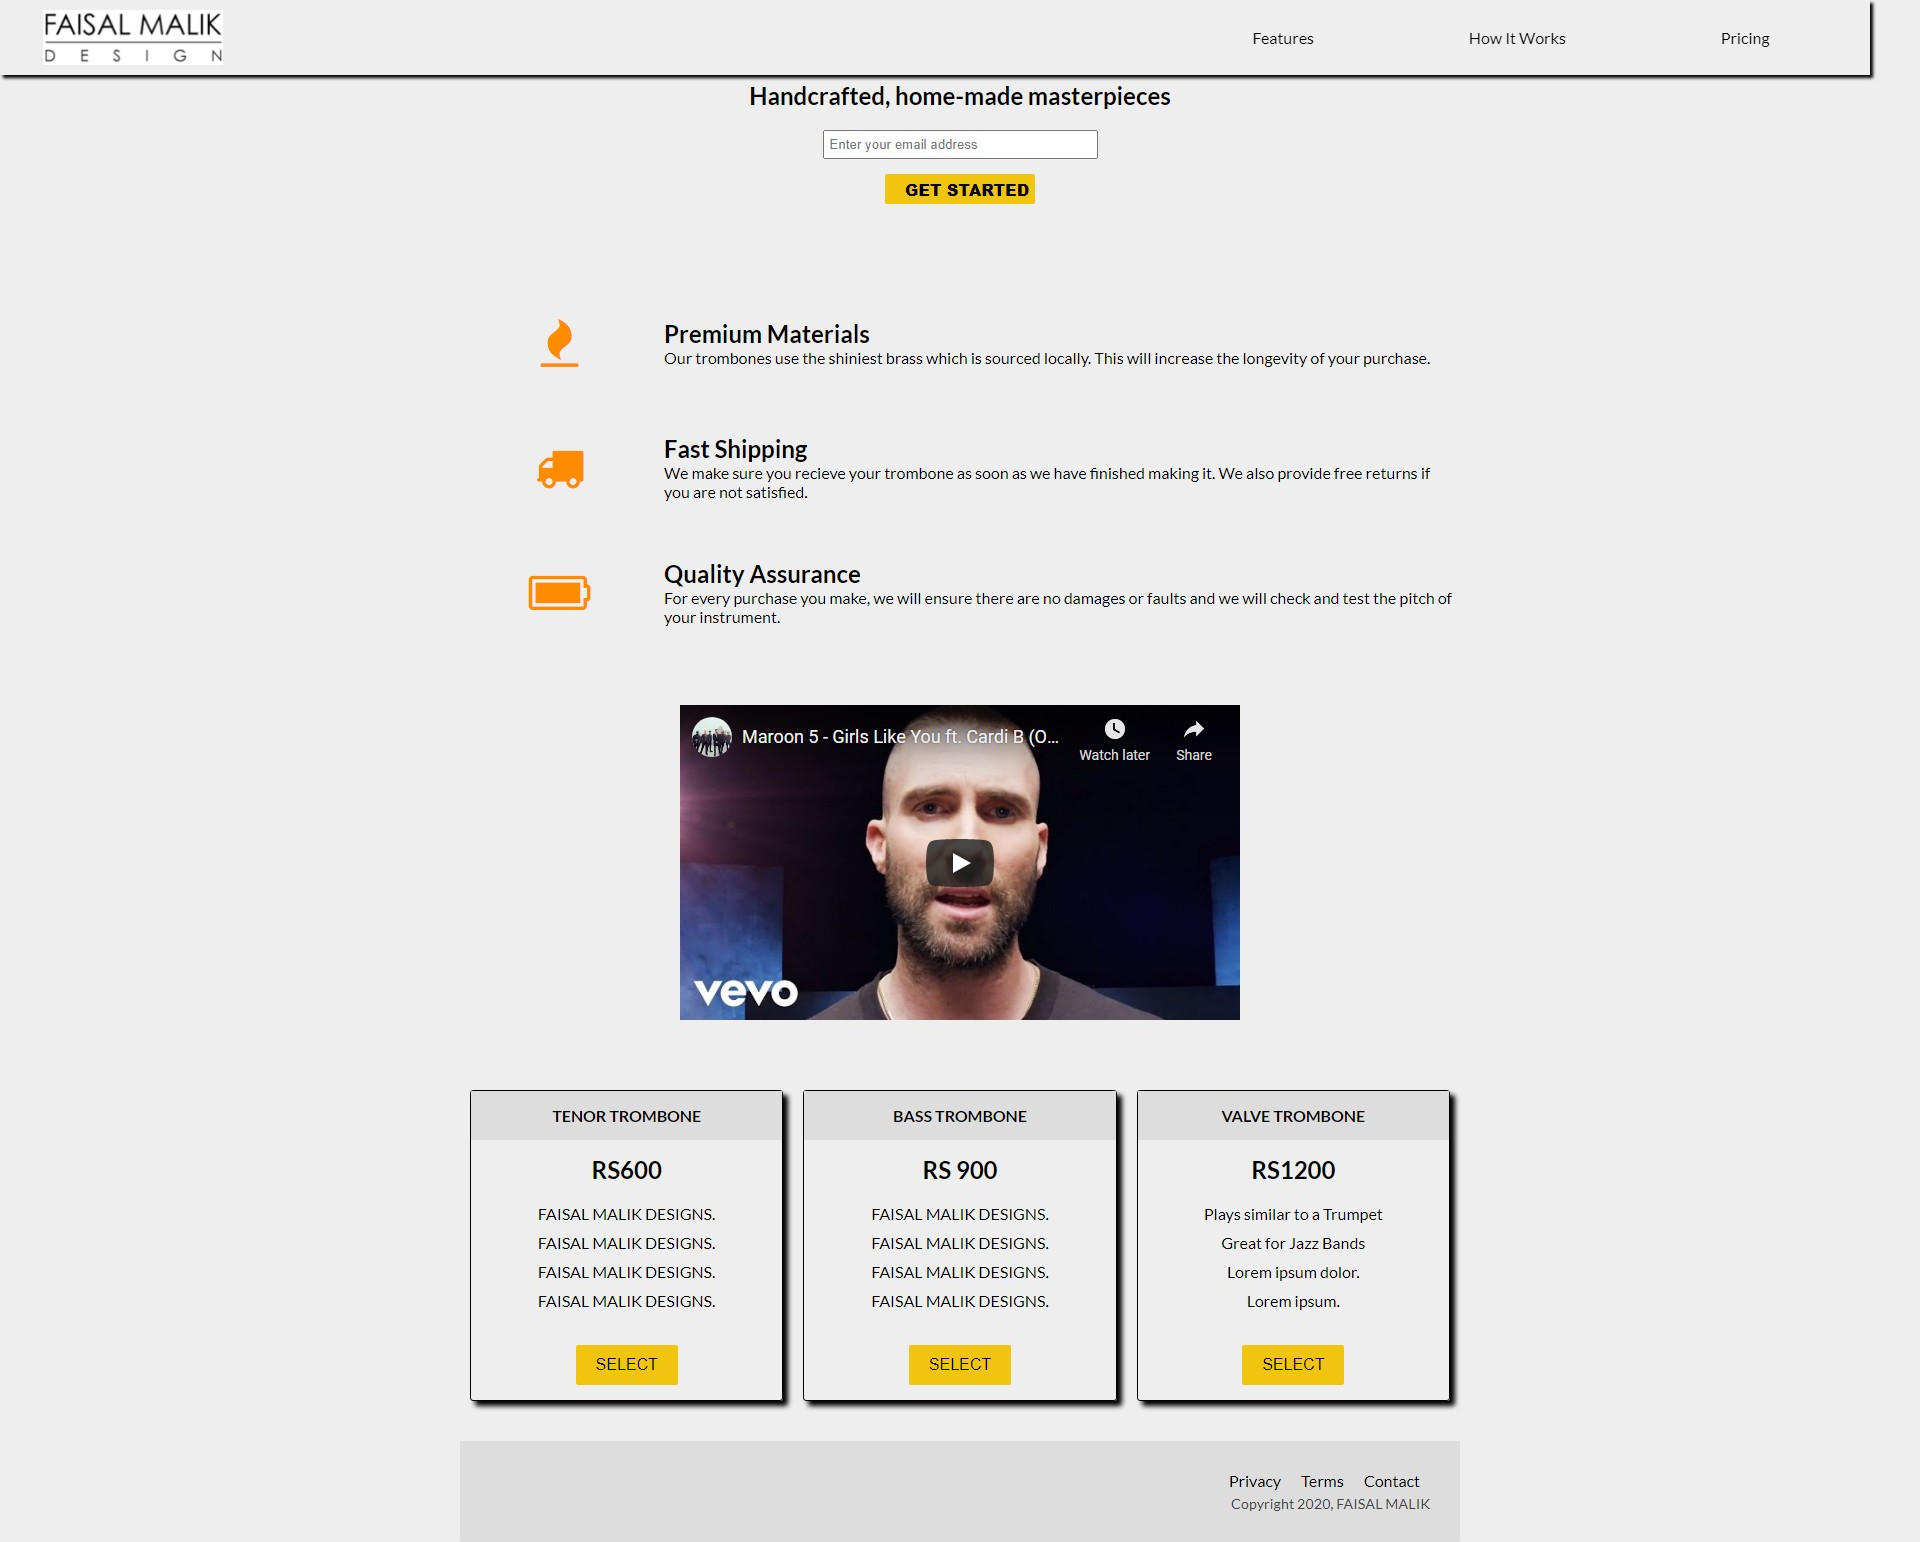 FAISAL MALIK
DESIGN
Features
How It Works
Pricing
Handcrafted, home-made masterpieces
Enter your email address
GET STARTED
Premium Materials
Our trombones use the shiniest brass which is sourced locally. This will increase the longevity of your purchase.
Fast Shipping
We make sure you recieve your trombone as soon as we have finished making it. We also provide free returns if
you are not satisfied.
Quality Assurance
For every purchase you make, we will ensure there are no damages or faults and we will check and test the pitch of
your instrument.
Maroon 5 - Girls Like You ft. Cardi B (O...
Watch later
Share
vevo
TENOR TROMBONE
RS600
FAISAL MALIK DESIGNS.
FAISAL MALIK DESIGNS.
FAISAL MALIK DESIGNS.
FAISAL MALIK DESIGNS.
SELECT
BASS TROMBONE
RS 900
FAISAL MALIK DESIGNS.
FAISAL MALIK DESIGNS.
FAISAL MALIK DESIGNS.
FAISAL MALIK DESIGNS.
SELECT
VALVE TROMBONE
RS1200
Plays similar to a Trumpet
Great for Jazz Bands
Lorem ipsum dolor.
Lorem ipsum.
SELECT
Privacy
Terms
Contact
Copyright 2020, FAISAL MALIK